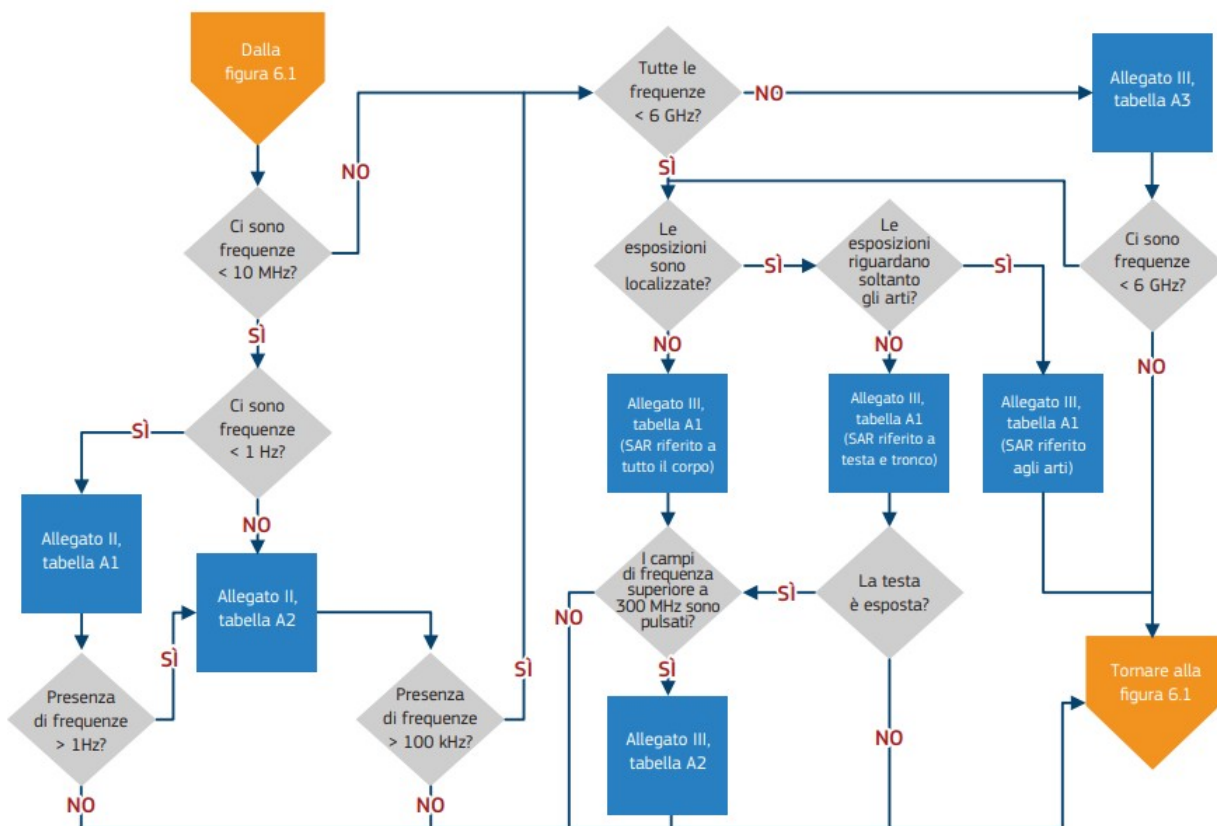 Dalla
figura 6.1
Ci sono
frequenze
< 10 MHz?
NO
SÌ
Ci sono
frequenze
< 1 Hz?
SÌ
NO
Allegato II,
tabella A1
Allegato II,
tabella A2
Presenza
di frequenze
> 1Hz?
SÌ
NO
Presenza
di frequenze
> 100 kHz?
SÌ
NO
Tutte le
frequenze
< 6 GHz?
NO
SÌ
Allegato III,
tabella A3
Ci sono
frequenze
< 6 GHz?
NO
Le
esposizioni
sono
localizzate?
SÌ
NO
Le
esposizioni
riguardano
soltanto
gli arti?
SÌ
NO
Allegato III,
tabella A1
(SAR riferito a
tutto il corpo)
Allegato III,
tabella A1
(SAR riferito a
testa e tronco)
Allegato III,
tabella A1
(SAR riferito
agli arti)
I campi
di frequenza
superiore a
300 MHz sono
pulsati?
NO
SÌ
La testa
è esposta?
SÌ
NO
Allegato III,
tabella A2
Tornare alla
figura 6.1